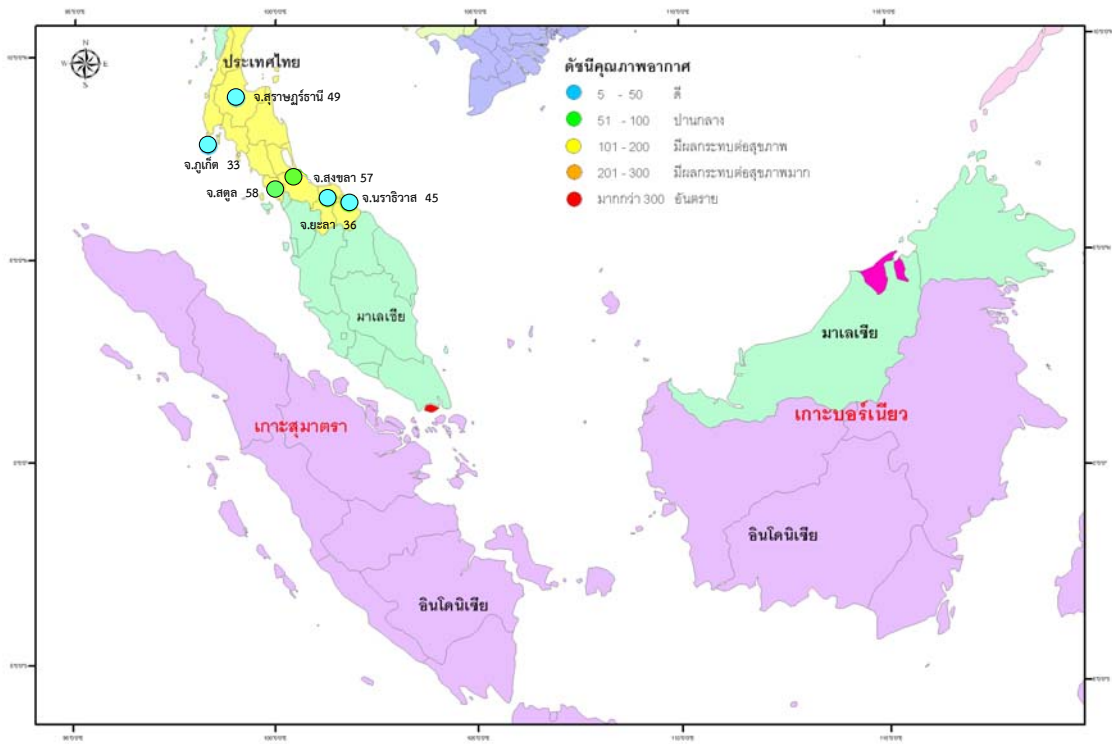 N
W
E
S
ประเทศไทย
จ.สุราษฎร์ธานี 49
จ.ภูเก็ต 33
จ.สงขลา 57
จ.สตูล 58
จ.นราธิวาส 45
จ.ยะลา 36
ดัชนีคุณภาพอากาศ
5 - 50 ดี
51 - 100 ปานกลาง
101 - 200 มีผลกระทบต่อสุขภาพ
201 - 300 มีผลกระทบต่อสุขภาพมาก
มากกว่า 300 อันตราย
มาเลเซีย
มาเลเซีย
เกาะสุมาตรา
เกาะบอร์เนียว
อินโดนิเซีย
อินโดนิเซีย